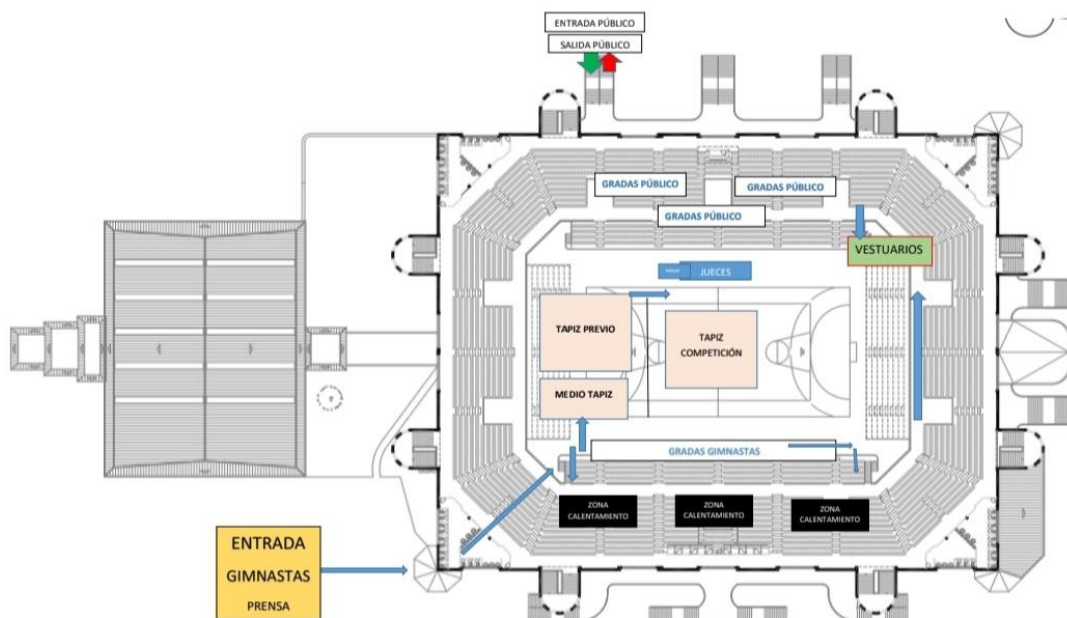 ENTRADA PÚBLICO
SALIDA PÚBLICO
GRADAS PÚBLICO
GRADAS PÚBLICO
GRADAS PÚBLICO
VESTUARIOS
JUECES
TAPIZ PREVIO
TAPIZ
COMPETICIÓN
MEDIO TAPIZ
GRADAS GIMNASTAS
ZONA
CALENTAMIENTO
ZONA
CALENTAMIENTO
ZONA
CALENTAMIENTO
ENTRADA
GIMNASTAS
PRENSA